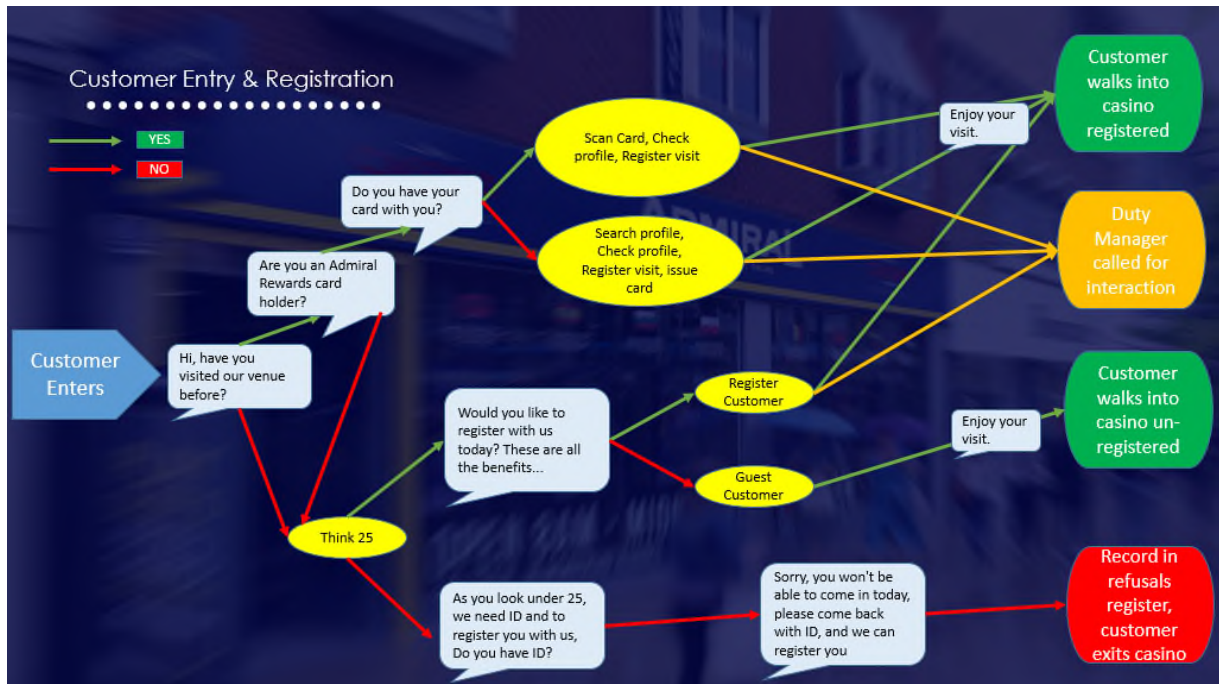 Customer Entry & Registration
YES
NO
Customer
Enters
Hi, have you
visited our venue
before?
Are you an Admiral
Rewards card
holder?
Do you have your
card with you?
Scan Card, Check
profile, Register visit
Search profile,
Check profile,
Register visit, issue
card
ADMIRAL
Think 25
Would you like to
register with us
today? These are all
the benefits...
As you look under 25,
we need ID and to
register you with us,
Do you have ID?
Register
Customer
Guest
Customer
Sorry, you won't be
able to come in today,
please come back
with ID, and we can
register you
Enjoy your
visit.
Enjoy your
visit.
Customer
walks into
casino
registered
Duty
Manager
called for
interaction
Customer
walks into
casino un-
registered
Record in
refusals
register,
customer
exits casino